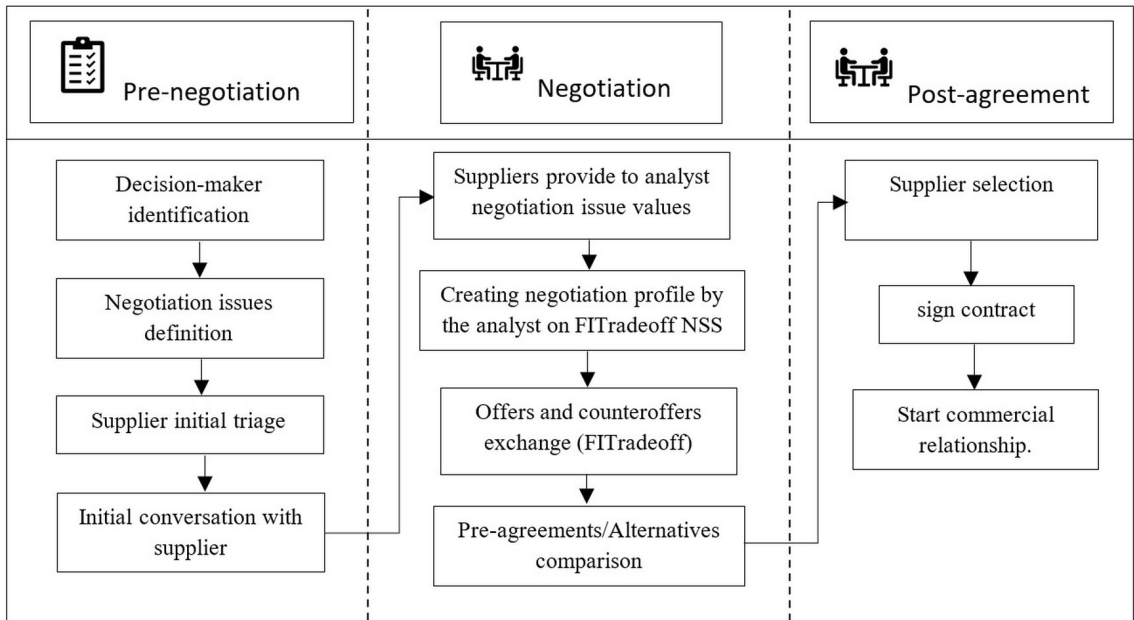 Pre-negotiation
Negotiation
Post-agreement
Decision-maker
identification
Negotiation issues
definition
Supplier initial triage
Initial conversation with
supplier
Suppliers provide to analyst
negotiation issue values
Creating negotiation profile by
the analyst on FITradeoff NSS
Offers and counteroffers
exchange (FITradeoff)
Pre-agreements/Alternatives
comparison
Supplier selection
sign contract
Start commercial
relationship.